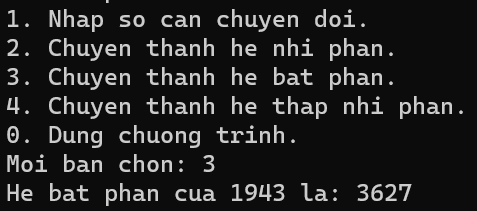 1. Nhap so can chuyen doi.
2. Chuyen thanh he nhi phan.
3. Chuyen thanh he bat phan.
4. Chuyen thanh he thap nhi phan.
0. Dung chuong trinh.
Moi ban chon: 3
He bat phan cua 1943 la: 3627